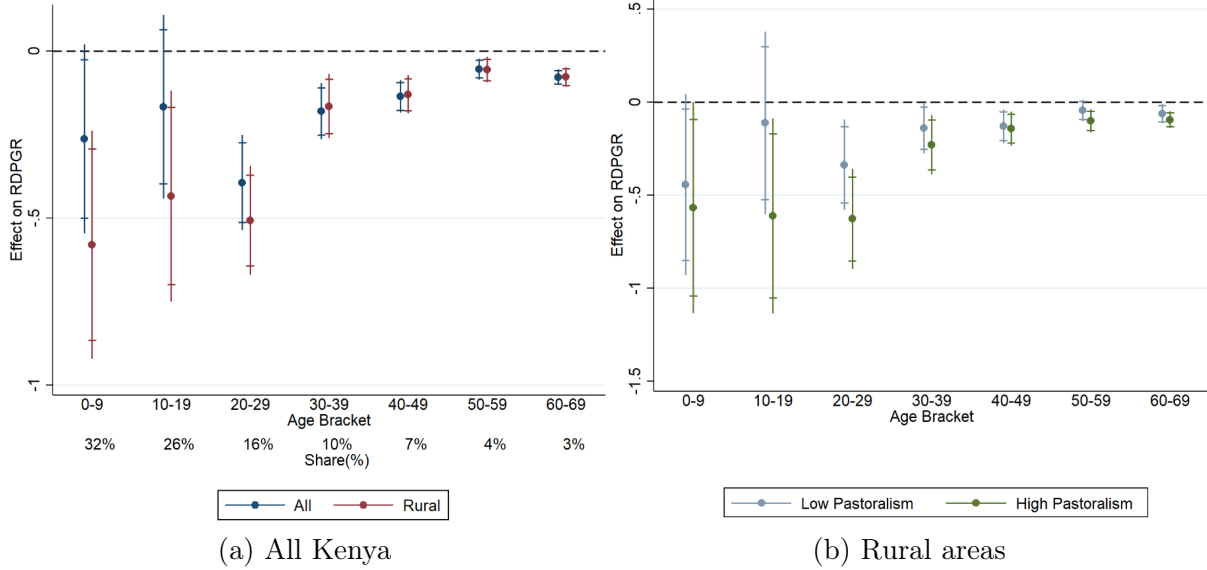 0
-.5
-1
Effect on RDPGR
0-9 10-19 20-29 30-39 40-49 50-59 60-69
Age Bracket
32% 26% 16% 10% 7% 4% 3%
Share(%)
All Rural
(a) All Kenya
.5
0
-.5
-1
-1.5
Effect on RDPGR
0-9 10-19 20-29 30-39 40-49 50-59 60-69
Age Bracket
Low Pastoralism High Pastoralism
(b) Rural areas